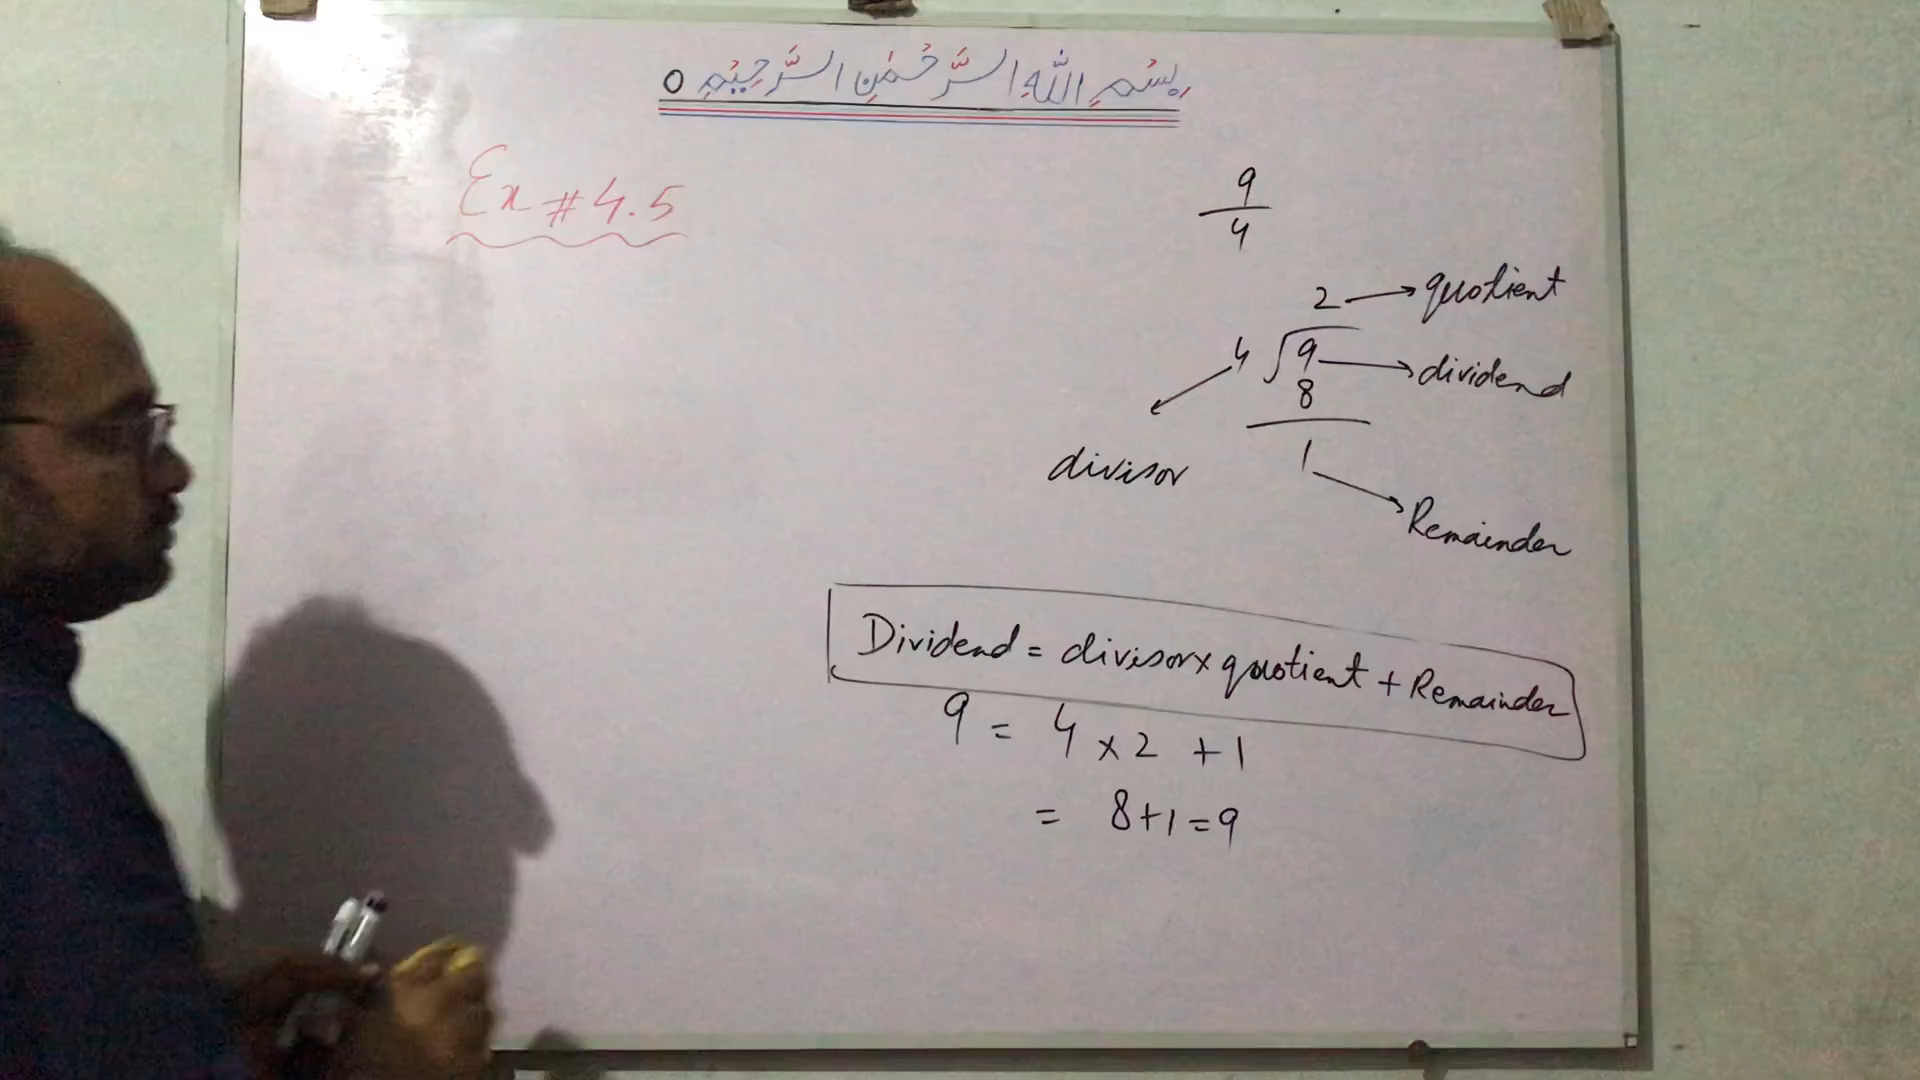 بِسْمِ اللّٰهِ الرَّحْمٰنِ الرَّحِيْمِ ०
Ex # 4.5
9
4
2 → quotient
4 9 → dividend
8
divisor
1
Remainder
Dividend = divisor x quotient + Remainder
9 = 4 x 2 + 1
= 8+1=9